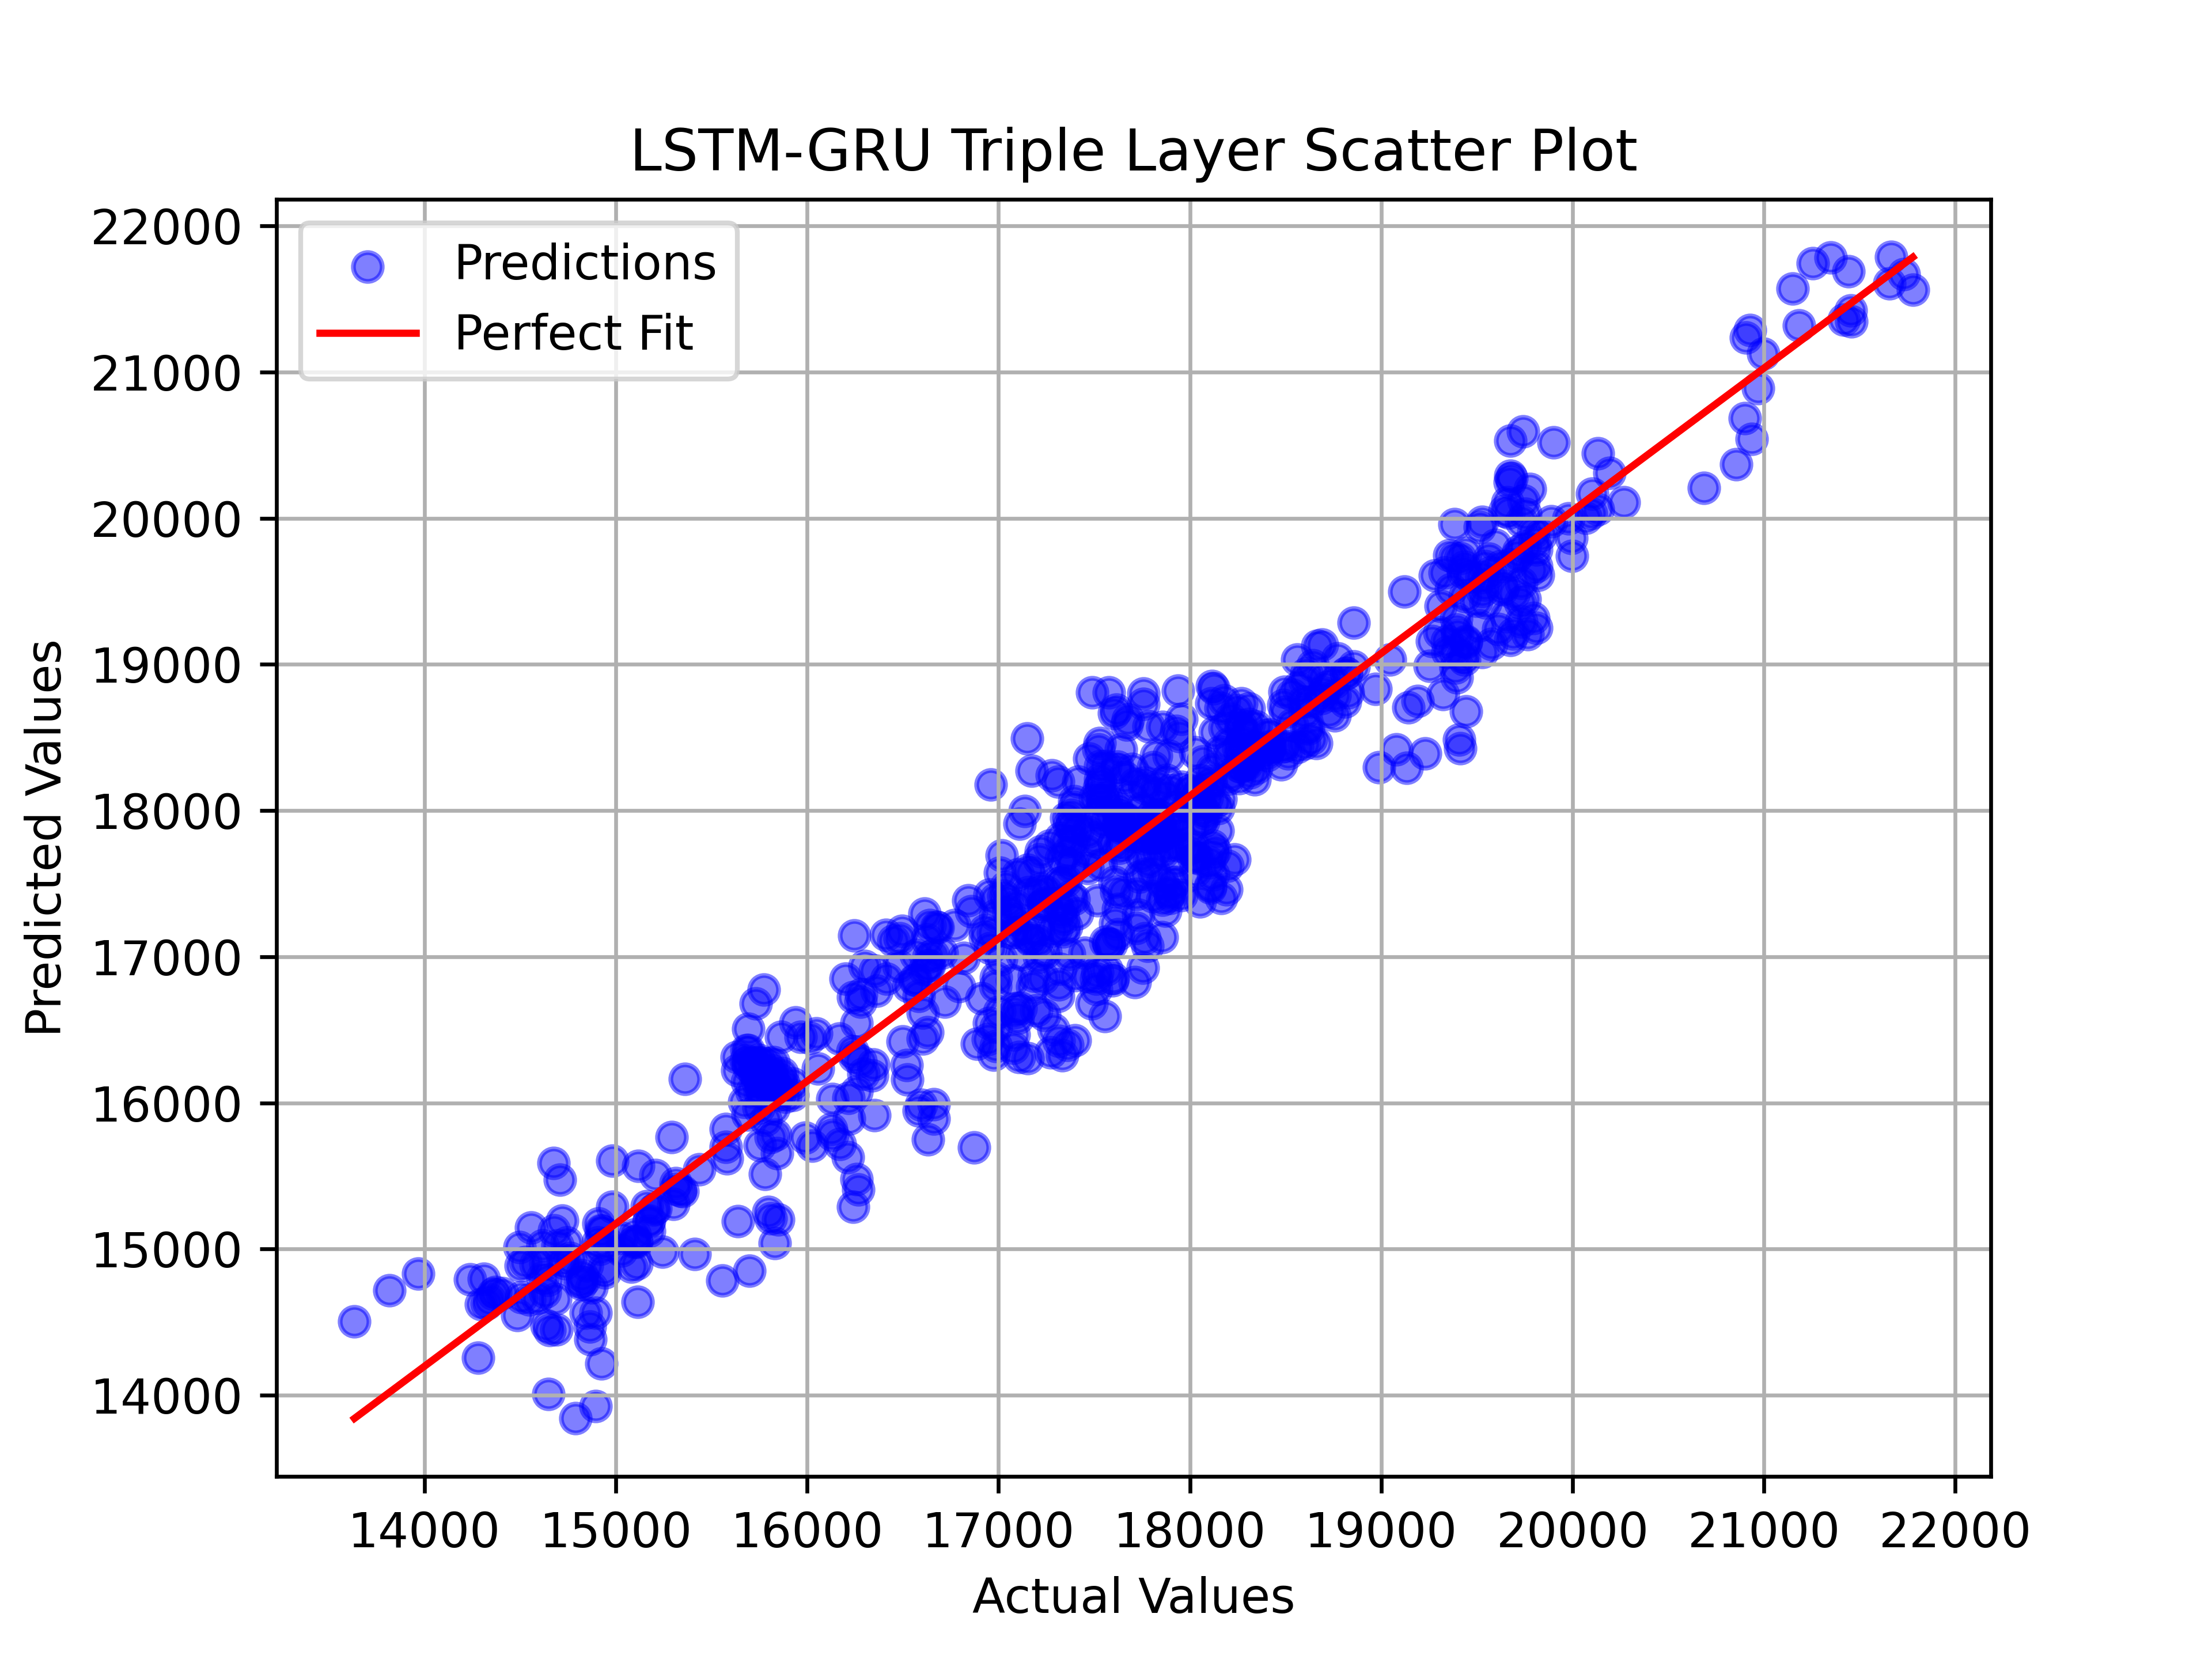 LSTM-GRU Triple Layer Scatter Plot
Predictions
Perfect Fit
22000
21000
20000
19000
18000
17000
16000
15000
14000
Predicted Values
14000 15000 16000 17000 18000 19000 20000 21000 22000
Actual Values